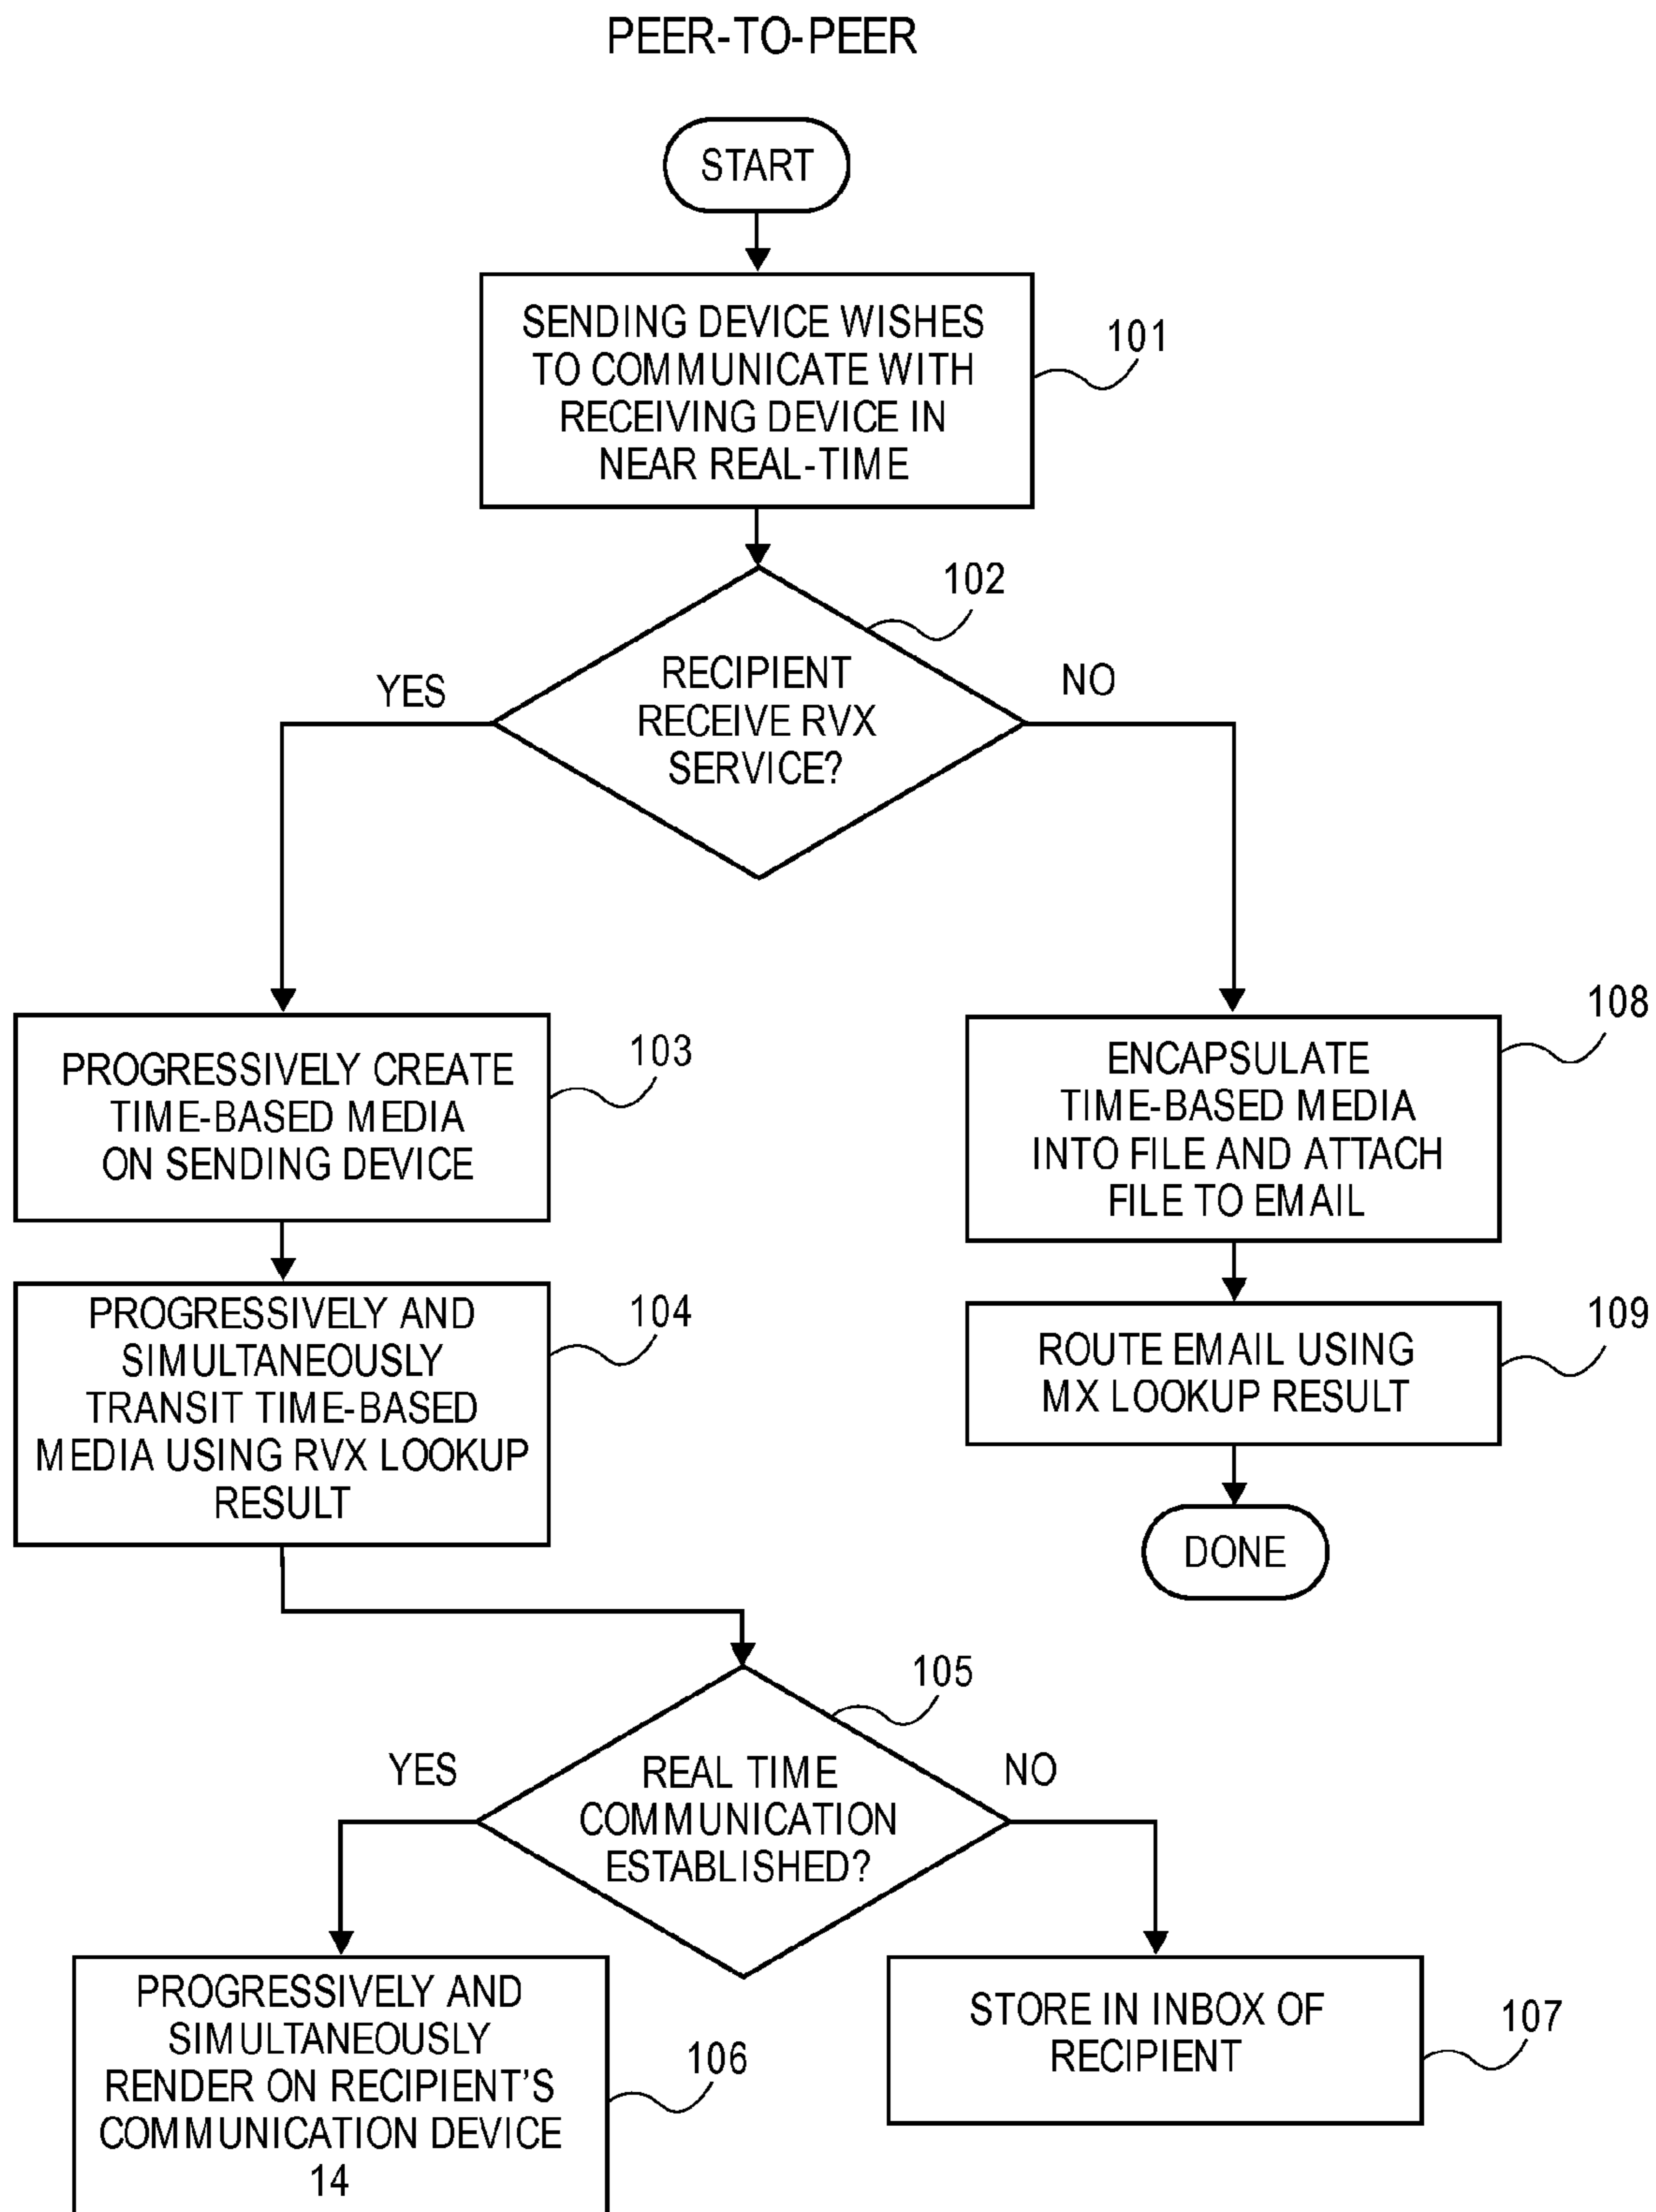 PEER-TO-PEER
START
SENDING DEVICE WISHES
TO COMMUNICATE WITH
RECEIVING DEVICE IN
NEAR REAL-TIME
101
102
RECIPIENT
RECEIVE RVX
SERVICE?
YES
NO
PROGRESSIVELY CREATE
TIME-BASED MEDIA
ON SENDING DEVICE
103
ENCAPSULATE
TIME-BASED MEDIA
INTO FILE AND ATTACH
FILE TO EMAIL
108
PROGRESSIVELY AND
SIMULTANEOUSLY
TRANSIT TIME-BASED
MEDIA USING RVX LOOKUP
RESULT
104
ROUTE EMAIL USING
MX LOOKUP RESULT
109
DONE
105
REAL TIME
COMMUNICATION
ESTABLISHED?
YES
NO
PROGRESSIVELY AND
SIMULTANEOUSLY
RENDER ON RECIPIENT'S
COMMUNICATION DEVICE
14
106
STORE IN INBOX OF
RECIPIENT
107